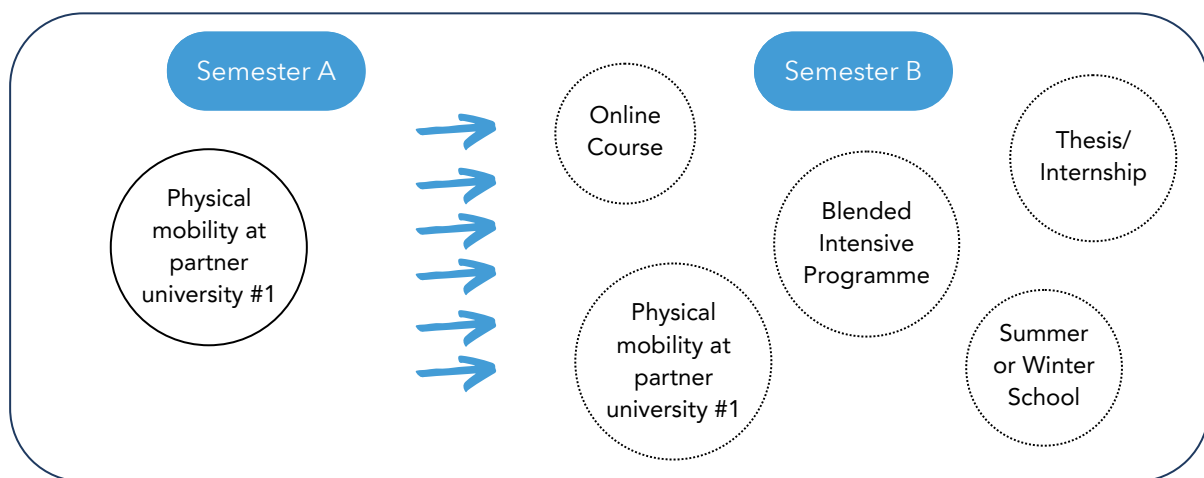 Semester A
Semester B
Physical
mobility at
partner
university #1
Online
Course
Thesis/
Internship
Blended
Intensive
Programme
Physical
mobility at
partner
university #1
Summer
or Winter
School